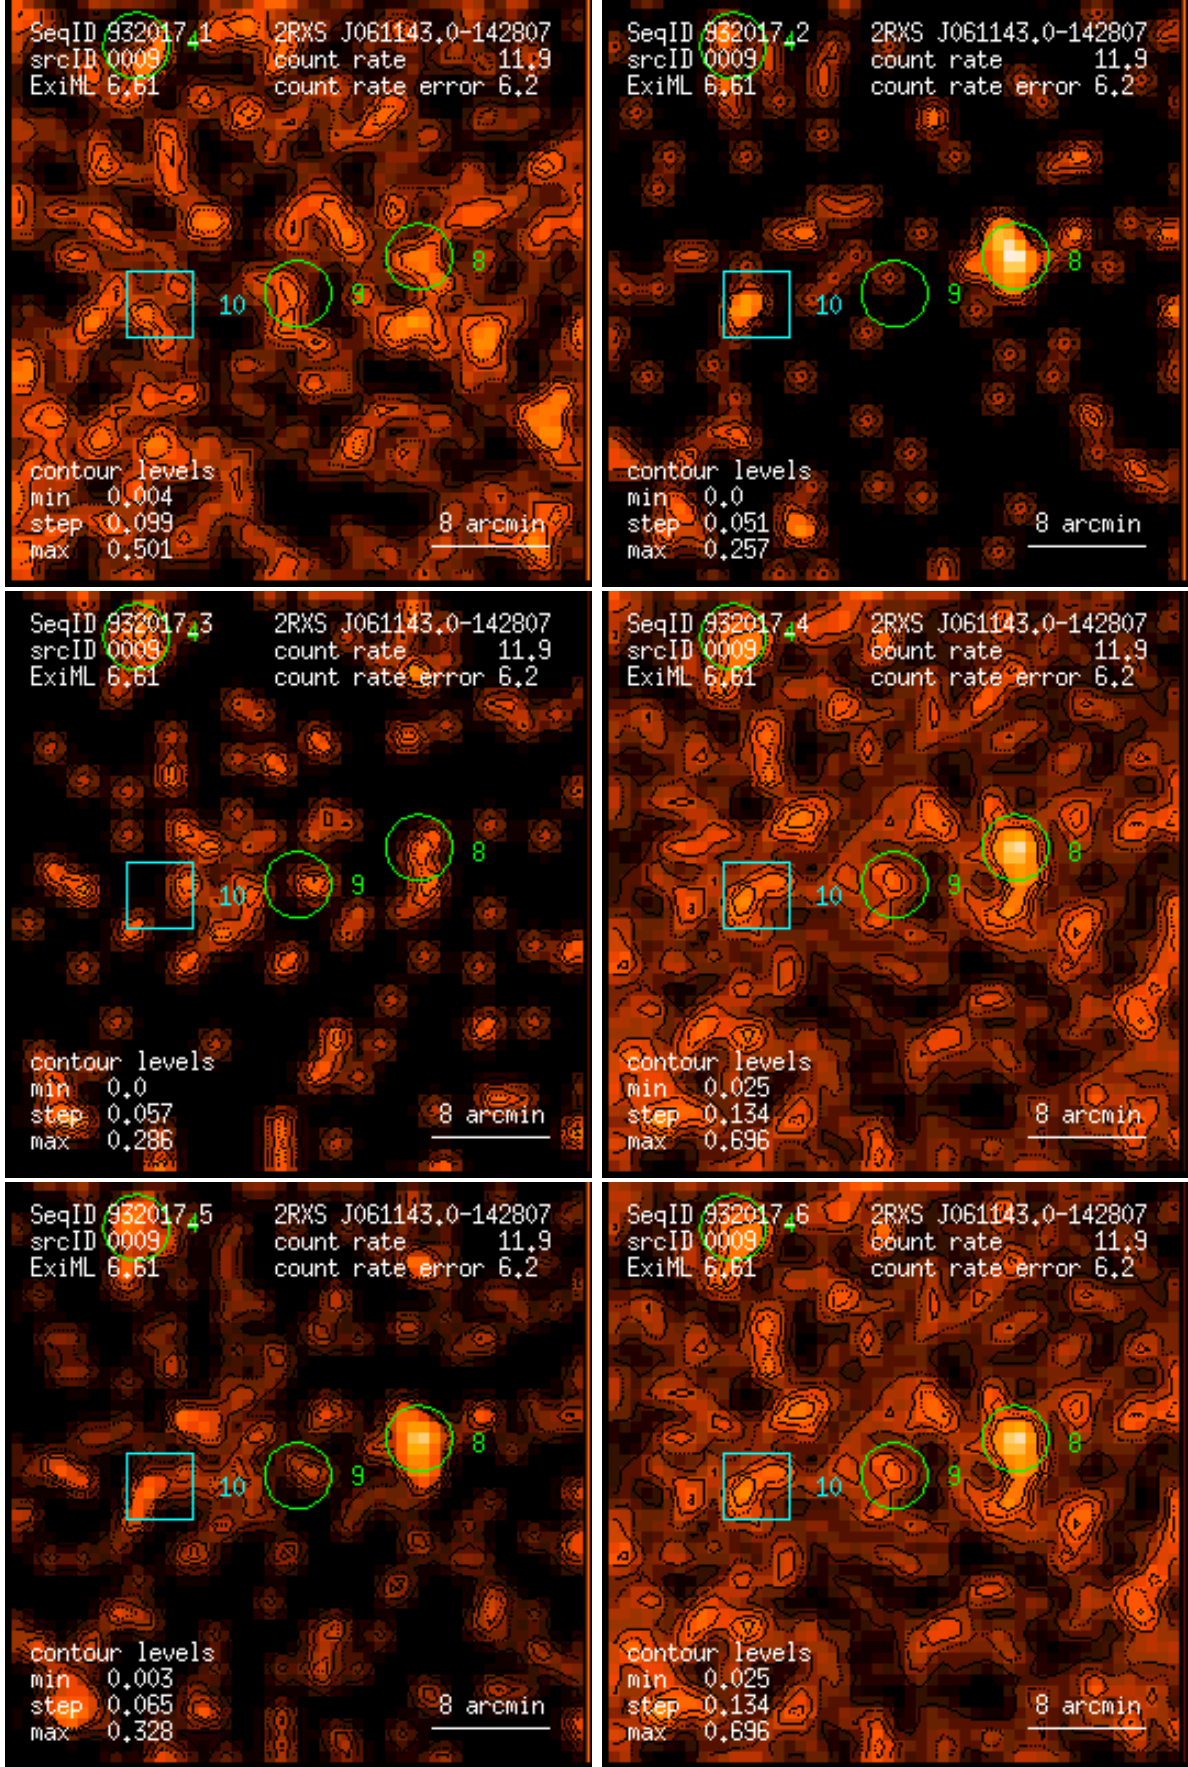 SeqID 932017.1 2RXS J061143.0-142807
4
srcID 0009 count rate 11.9
ExiML 6.61 count rate error 6.2
8
10 9
contour levels
min 0.004
step 0.099 8 arcmin
max 0.501
SeqID 932017.2 2RXS J061143.0-142807
4
srcID 0009 count rate 11.9
ExiML 6.61 count rate error 6.2
8
10 9
contour levels
min 0.0
step 0.051 8 arcmin
max 0.257
SeqID 932017.3 2RXS J061143.0-142807
4
srcID 0009 count rate 11.9
ExiML 6.61 count rate error 6.2
8
10 9
contour levels
min 0.0
step 0.057 8 arcmin
max 0.286
SeqID 932017.4 2RXS J061143.0-142807
4
srcID 0009 count rate 11.9
ExiML 6.61 count rate error 6.2
8
10 9
contour levels
min 0.025
step 0.134 8 arcmin
max 0.696
SeqID 932017.5 2RXS J061143.0-142807
4
srcID 0009 count rate 11.9
ExiML 6.61 count rate error 6.2
8
10 9
contour levels
min 0.003
step 0.065 8 arcmin
max 0.328
SeqID 932017.6 2RXS J061143.0-142807
4
srcID 0009 count rate 11.9
ExiML 6.61 count rate error 6.2
8
10 9
contour levels
min 0.025
step 0.134 8 arcmin
max 0.696